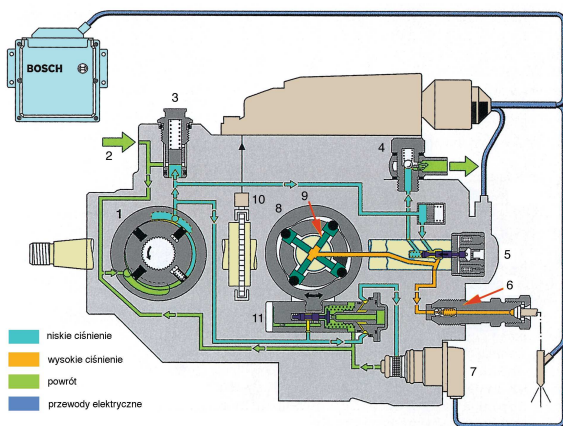 BOSCH
3
2
4
1
10
9
8
5
6
11
7
niskie ciśnienie
wysokie ciśnienie
powrót
przewody elektryczne